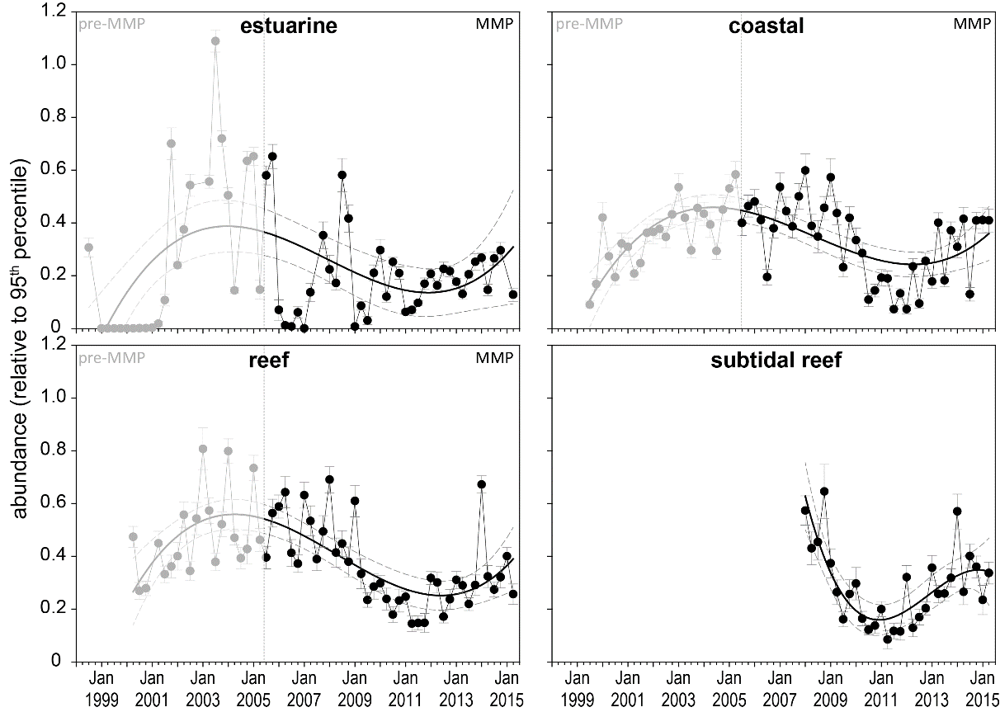 1.2
pre-MMP estuarine MMP
1.0
0.8
0.6
0.4
0.2
0
pre-MMP coastal MMP
1.2
pre-MMP reef MMP
1.0
0.8
0.6
0.4
0.2
0
subtidal reef
abundance (relative to 95th percentile)
Jan Jan Jan Jan Jan Jan Jan Jan Jan
1999 2001 2003 2005 2007 2009 2011 2013 2015
Jan Jan Jan Jan Jan Jan Jan Jan Jan
1999 2001 2003 2005 2007 2009 2011 2013 2015